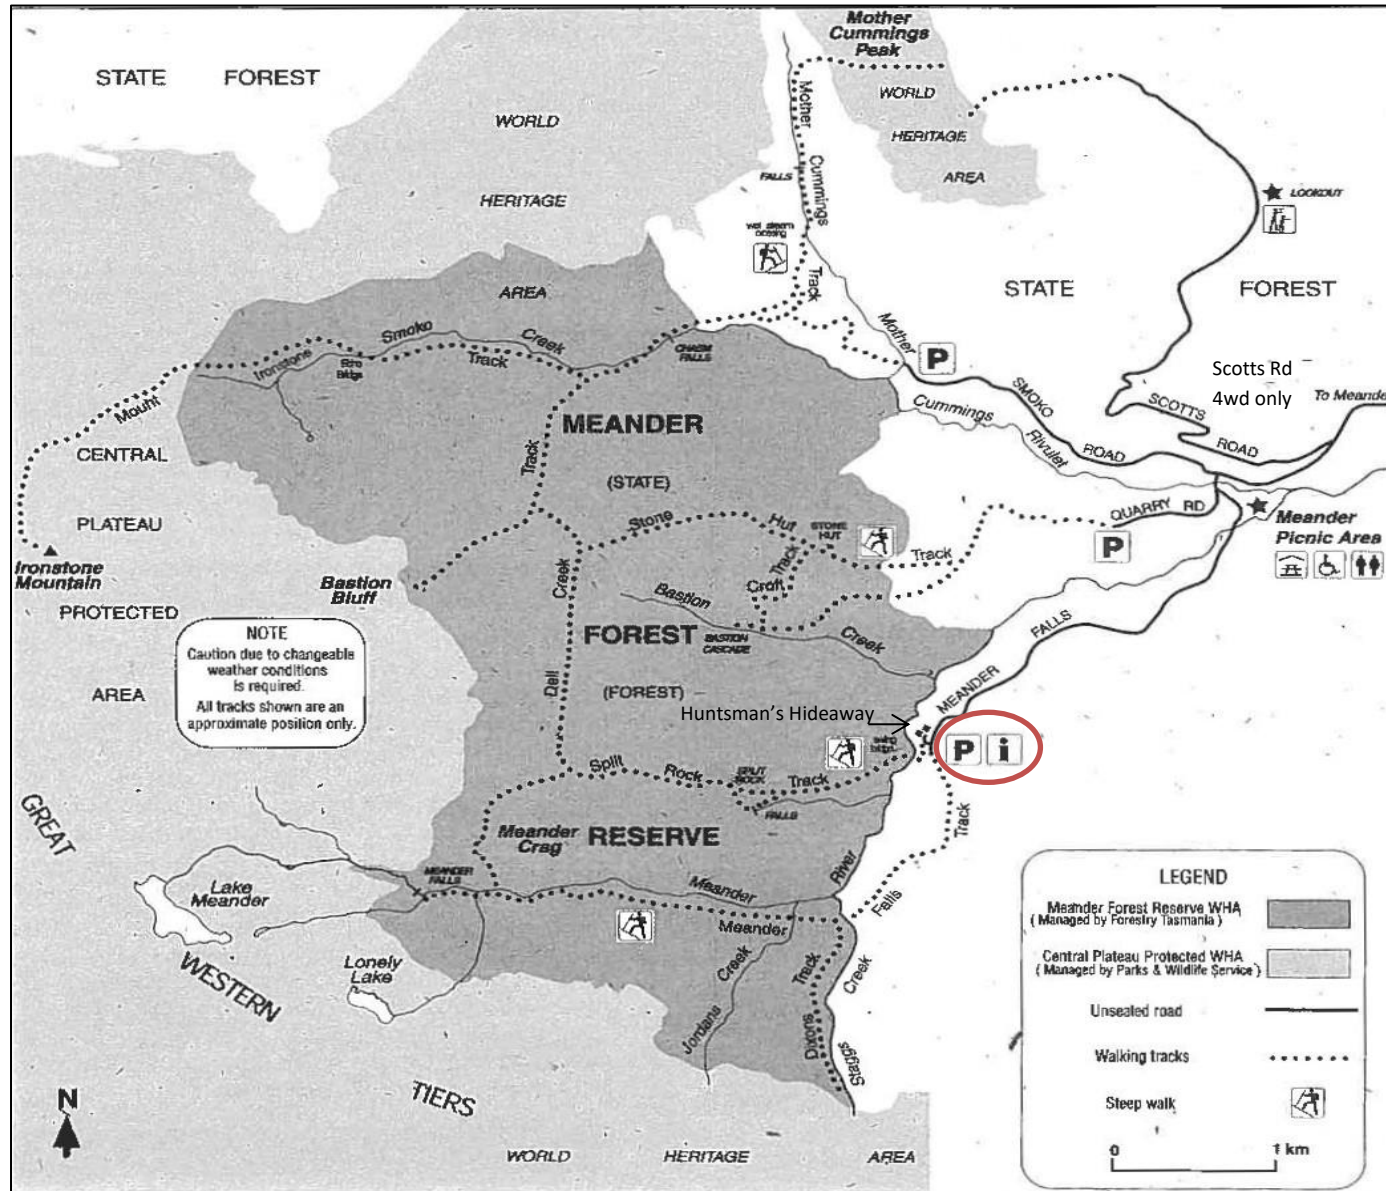 Mother
Cummings
Peak
STATE FOREST
WORLD
HERITAGE
AREA
WORLD
HERITAGE
AREA
FALLS
Mother
Cummings
Track
wet stream
crossing
LOOKOUT
STATE FOREST
Smoko
Creek
CHASM
FALLS
Mount
Ironstone
Track
Mother
Cummings
Rivulet
P
SMOKO
ROAD
Scotts Rd
4wd only
To Meander
SCOTTS
ROAD
QUARRY RD
P
Meander
Picnic Area
MEANDER
(STATE)
FOREST
(FOREST)
RESERVE
Track
Creek
Dell
Stone
Hut
Track
STONE
HUT
Croft
Track
Bastion
Creek
BASTION
CASCADE
Bastion
Bluff
Ironstone
Mountain
CENTRAL
PLATEAU
PROTECTED
AREA
NOTE
Caution due to changeable
weather conditions
is required.
All tracks shown are an
approximate position only.
MEANDER
FALLS
Huntsman's Hideaway
P i
Split
Rock
Track
SPLIT
ROCK
FALLS
Meander
Crag
MEANDER
FALLS
Meander
River
Meander
Falls
Track
Jordans
Creek
Dixons
Track
Staggs
Creek
Lake
Meander
Lonely
Lake
GREAT
WESTERN
TIERS
WORLD HERITAGE AREA
N
LEGEND
Meander Forest Reserve WHA
( Managed by Forestry Tasmania )
Central Plateau Protected WHA
( Managed by Parks & Wildlife Service )
Unsealed road
Walking tracks
Steep walk
0 1 km